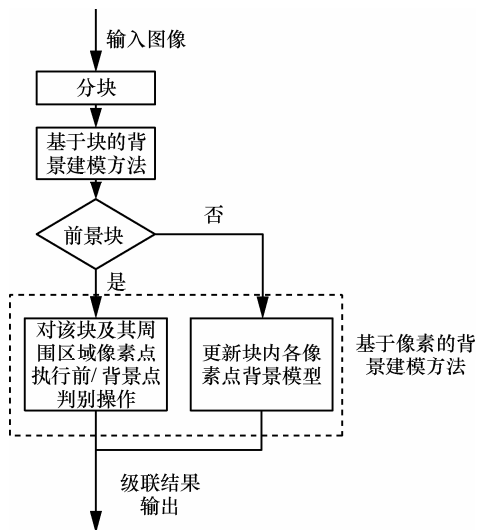 输入图像
分块
基于块的背
景建模方法
前景块
否
是
对该块及其周
围区域像素点
执行前/背景点
判别操作
更新块内各像
素点背景模型
基于像素的背
景建模方法
级联结果
输出